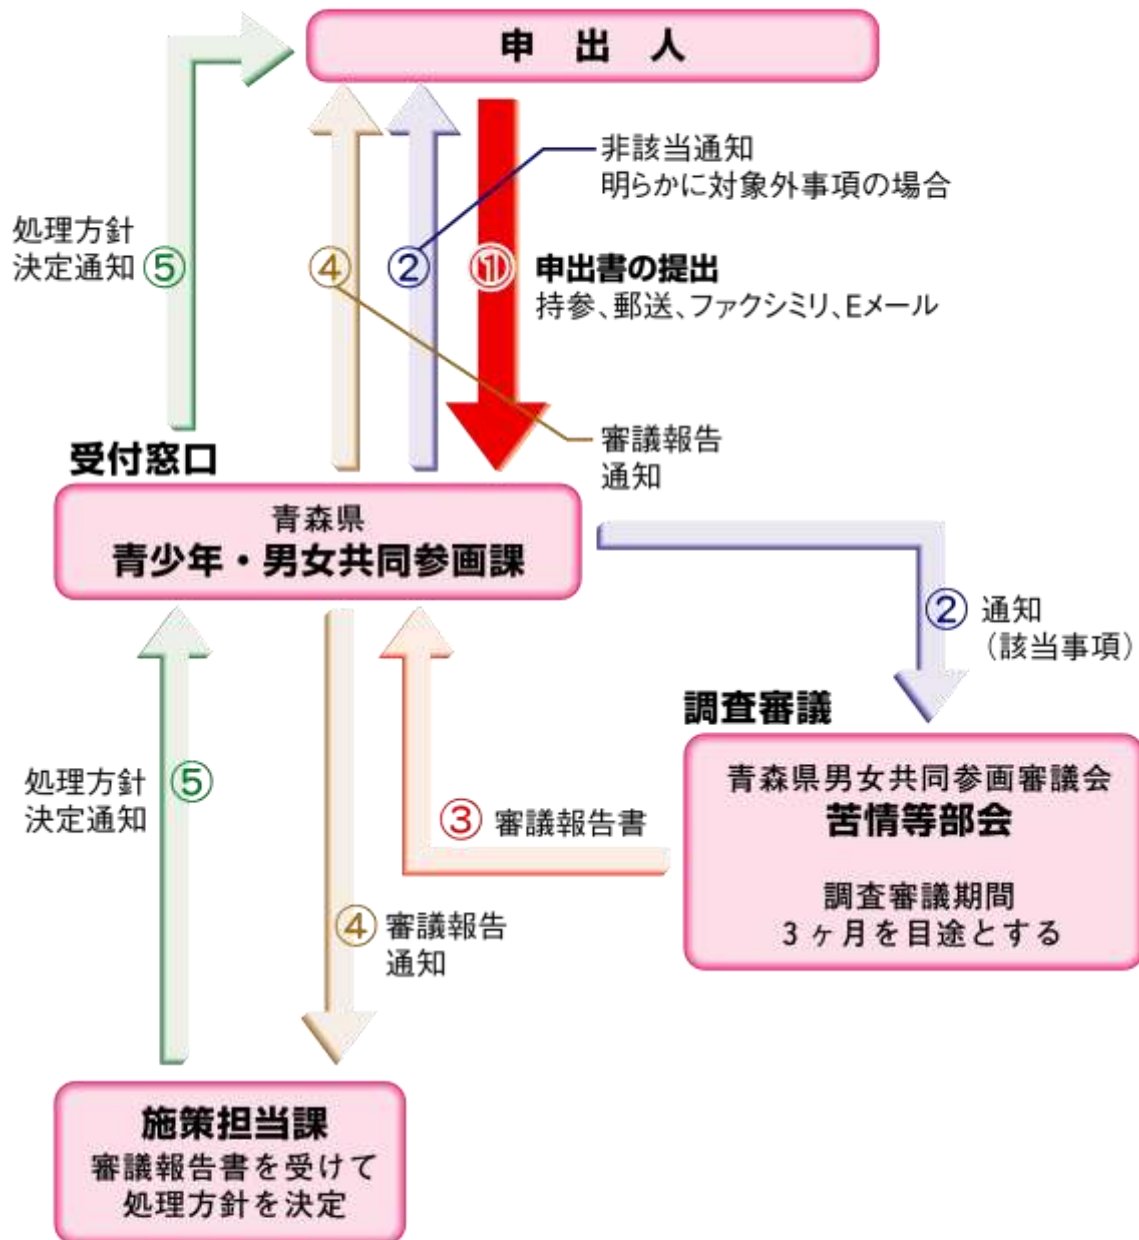 申 出 人
非該当通知
明らかに対象外事項の場合
処理方針
決定通知
⑤
④
②
①
申出書の提出
持参、郵送、ファクシミリ、Eメール
審議報告
通知
受付窓口
青森県
青少年・男女共同参画課
②
通知
(該当事項)
調査審議
青森県男女共同参画審議会
苦情等部会
調査審議期間
3ヶ月を目途とする
処理方針
決定通知
⑤
③
審議報告書
④
審議報告
通知
施策担当課
審議報告書を受けて
処理方針を決定